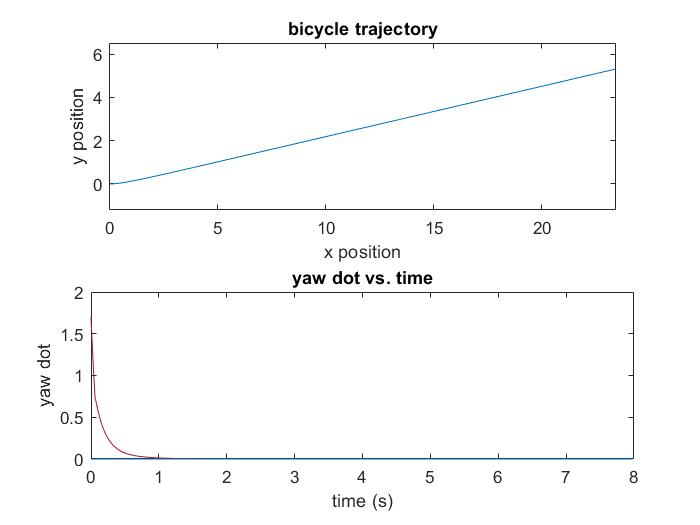 bicycle trajectory
6
4
2
0
y position
0 5 10 15 20
x position
yaw dot vs. time
2
1.5
1
0.5
0
yaw dot
0 1 2 3 4 5 6 7 8
time (s)